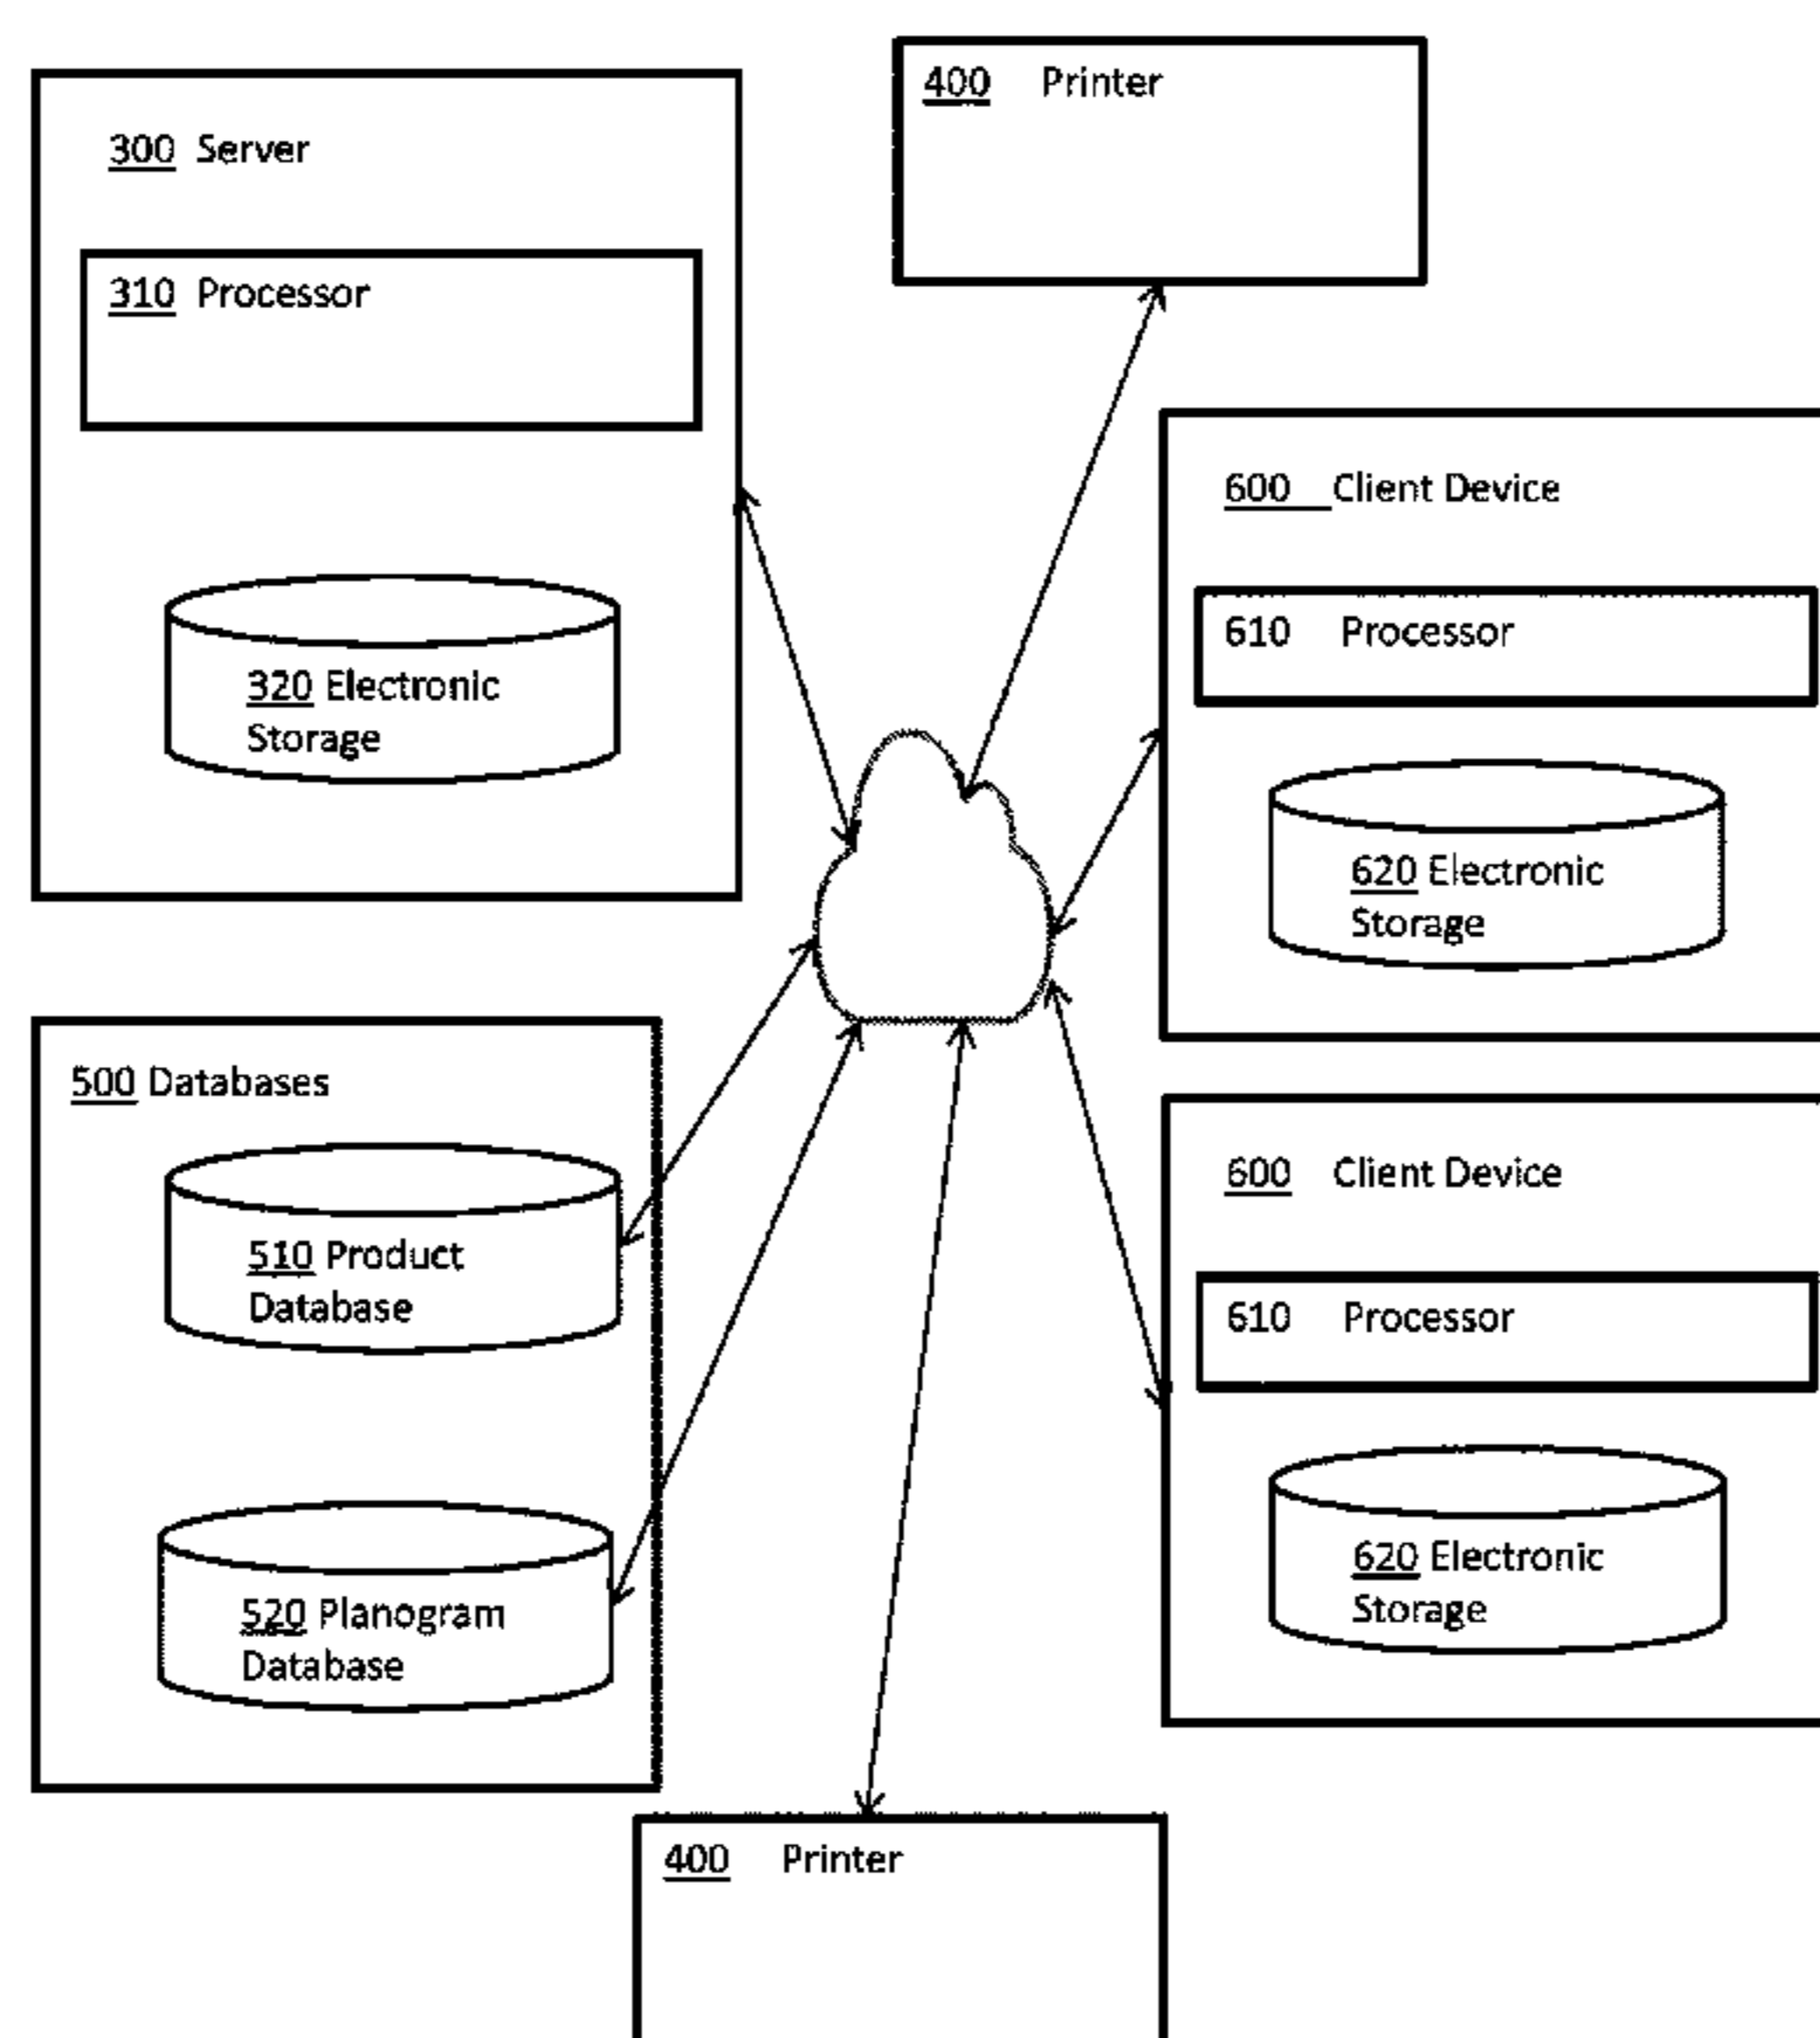 400 Printer
300 Server
310 Processor
320 Electronic
Storage
600 Client Device
610 Processor
620 Electronic
Storage
500 Databases
510 Product
Database
520 Planogram
Database
600 Client Device
610 Processor
620 Electronic
Storage
400 Printer